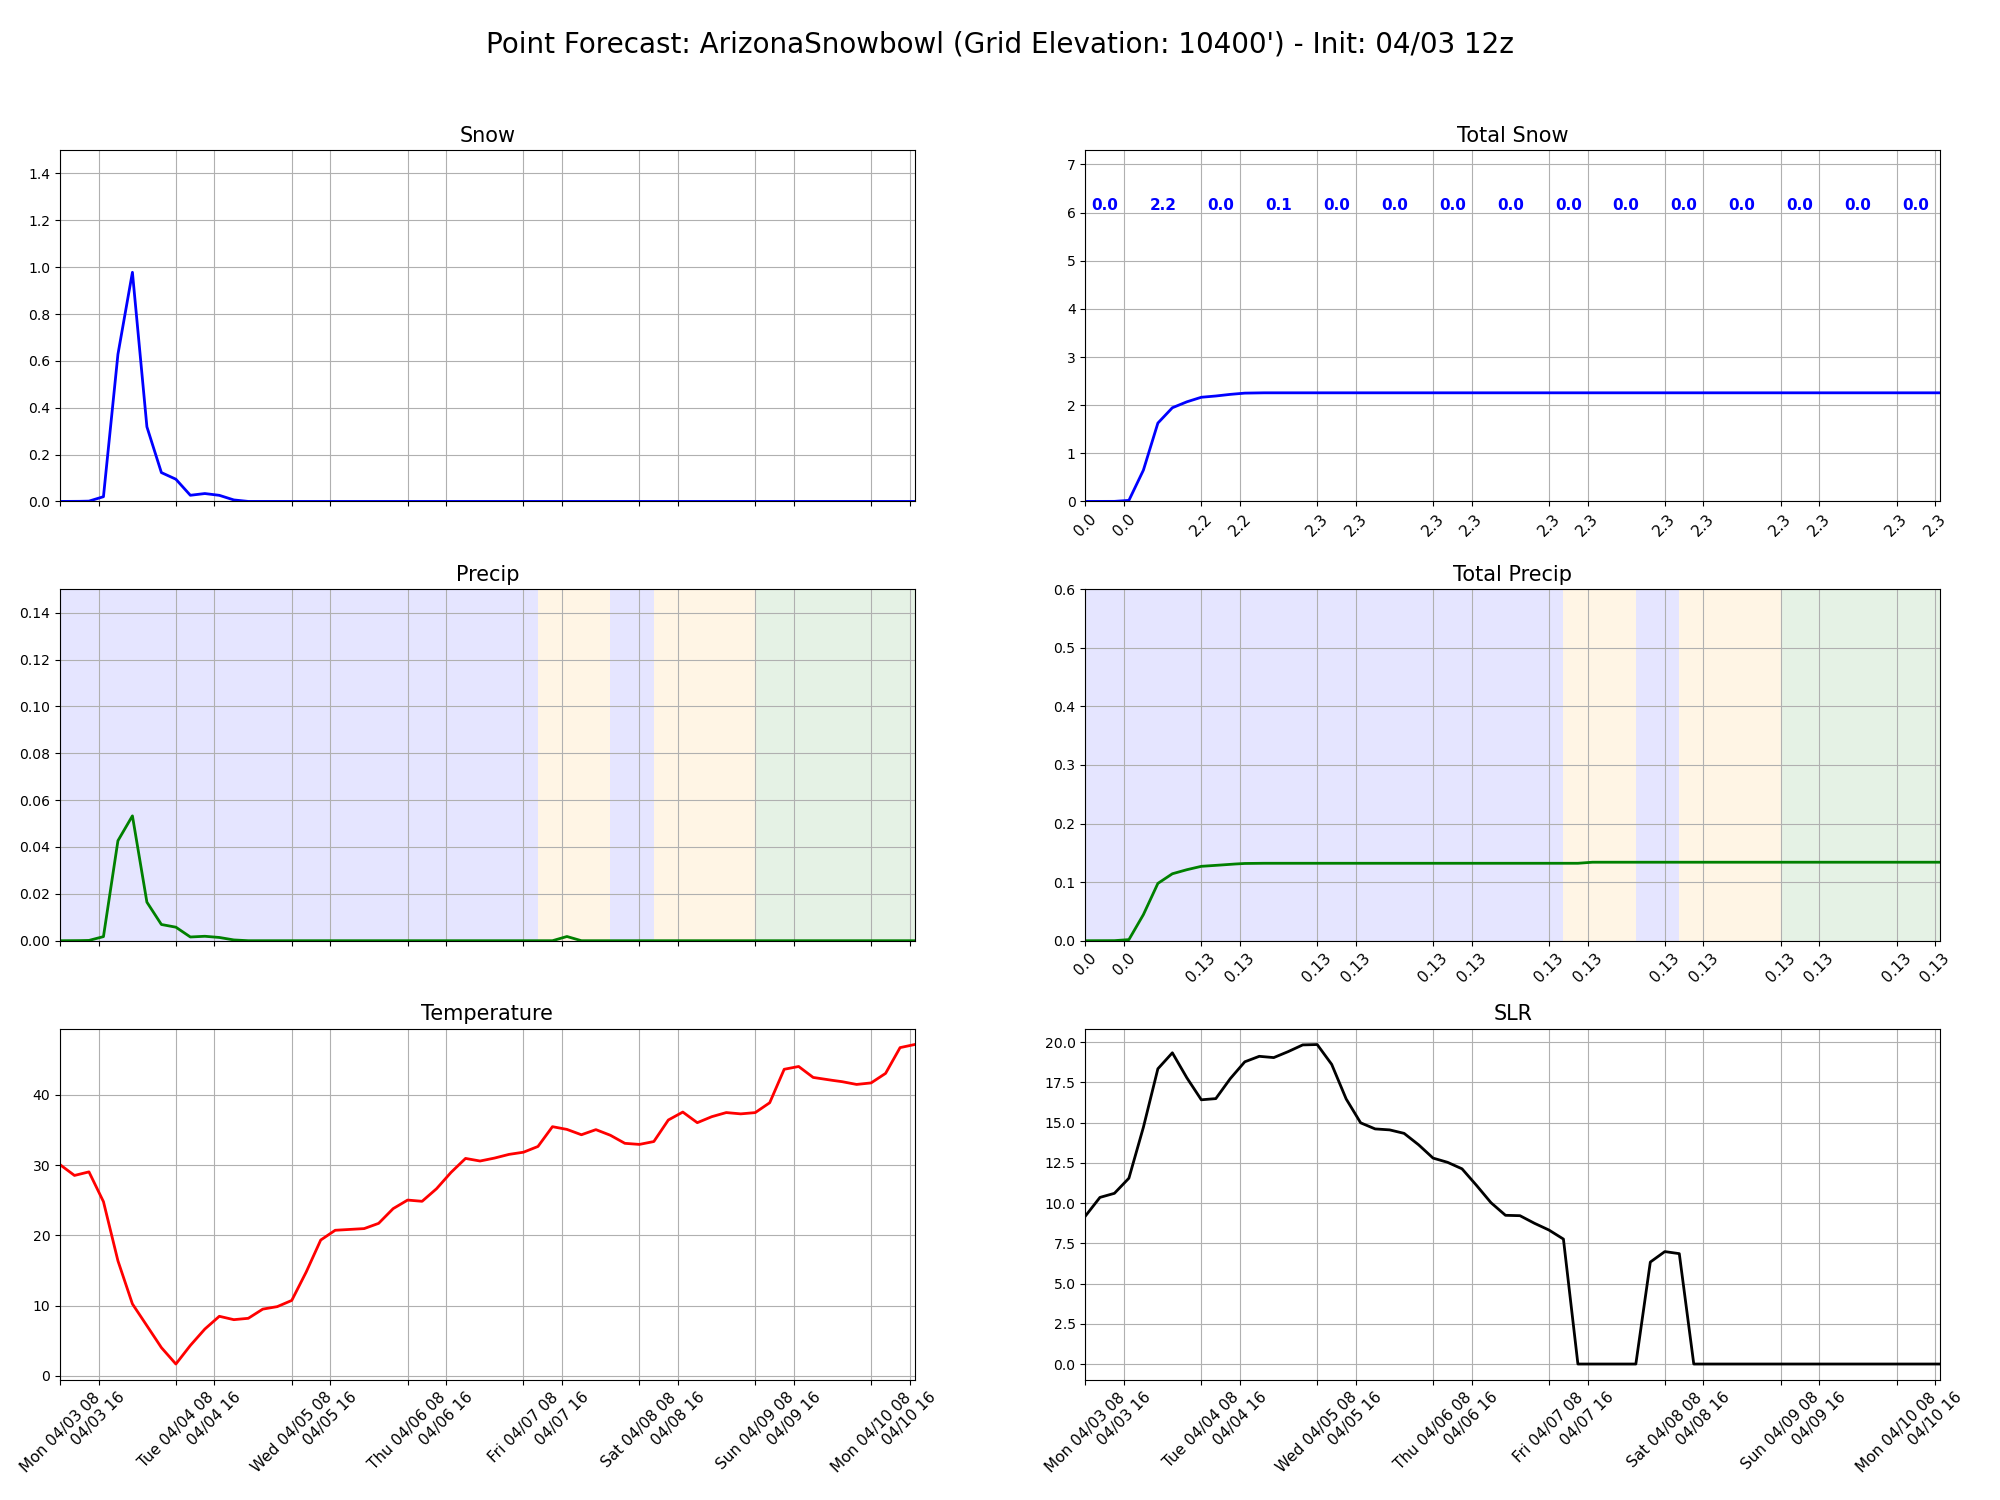 Point Forecast: ArizonaSnowbowl (Grid Elevation: 10400') - Init: 04/03 12z
Snow
1.4
1.2
1.0
0.8
0.6
0.4
0.2
0.0
Total Snow
7
6
5
4
3
2
1
0
0.0 2.2 0.0 0.1 0.0 0.0 0.0 0.0 0.0 0.0 0.0 0.0 0.0 0.0 0.0
0.0 0.0 2.2 2.2 2.3 2.3 2.3 2.3 2.3 2.3 2.3 2.3 2.3 2.3 2.3 2.3
Precip
0.14
0.12
0.10
0.08
0.06
0.04
0.02
0.00
Total Precip
0.6
0.5
0.4
0.3
0.2
0.1
0.0
0.0 0.0 0.13 0.13 0.13 0.13 0.13 0.13 0.13 0.13 0.13 0.13 0.13 0.13 0.13 0.13
Temperature
40
30
20
10
0
Mon 04/03 08
04/03 16
Tue 04/04 08
04/04 16
Wed 04/05 08
04/05 16
Thu 04/06 08
04/06 16
Fri 04/07 08
04/07 16
Sat 04/08 08
04/08 16
Sun 04/09 08
04/09 16
Mon 04/10 08
04/10 16
SLR
20.0
17.5
15.0
12.5
10.0
7.5
5.0
2.5
0.0
Mon 04/03 08
04/03 16
Tue 04/04 08
04/04 16
Wed 04/05 08
04/05 16
Thu 04/06 08
04/06 16
Fri 04/07 08
04/07 16
Sat 04/08 08
04/08 16
Sun 04/09 08
04/09 16
Mon 04/10 08
04/10 16